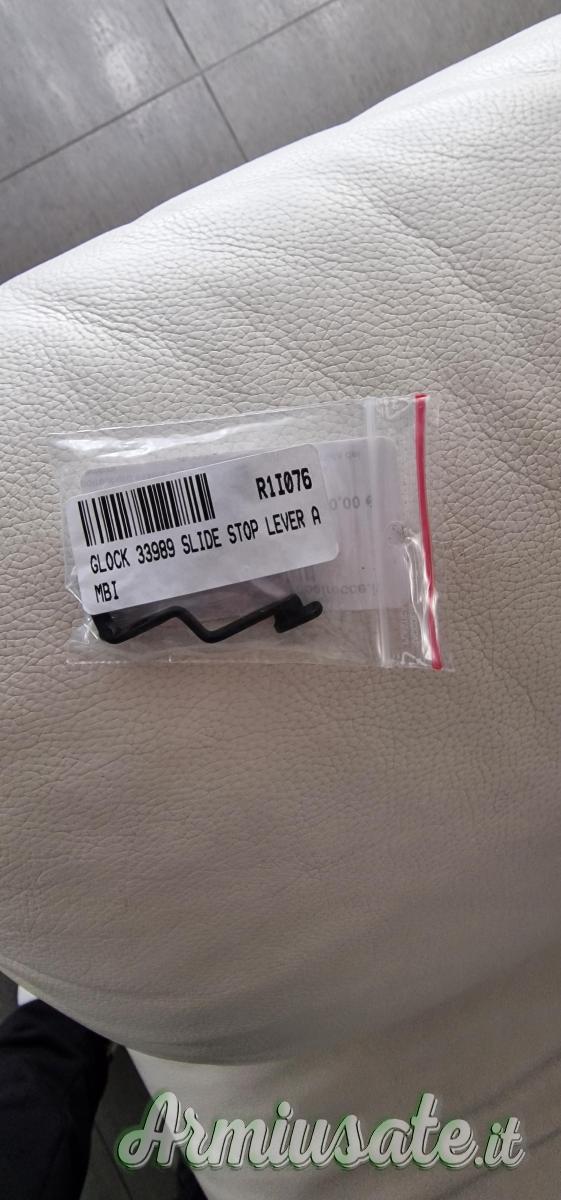 R1I076
GLOCK 33989 SLIDE STOP LEVER A
MBI
Armiusate.it